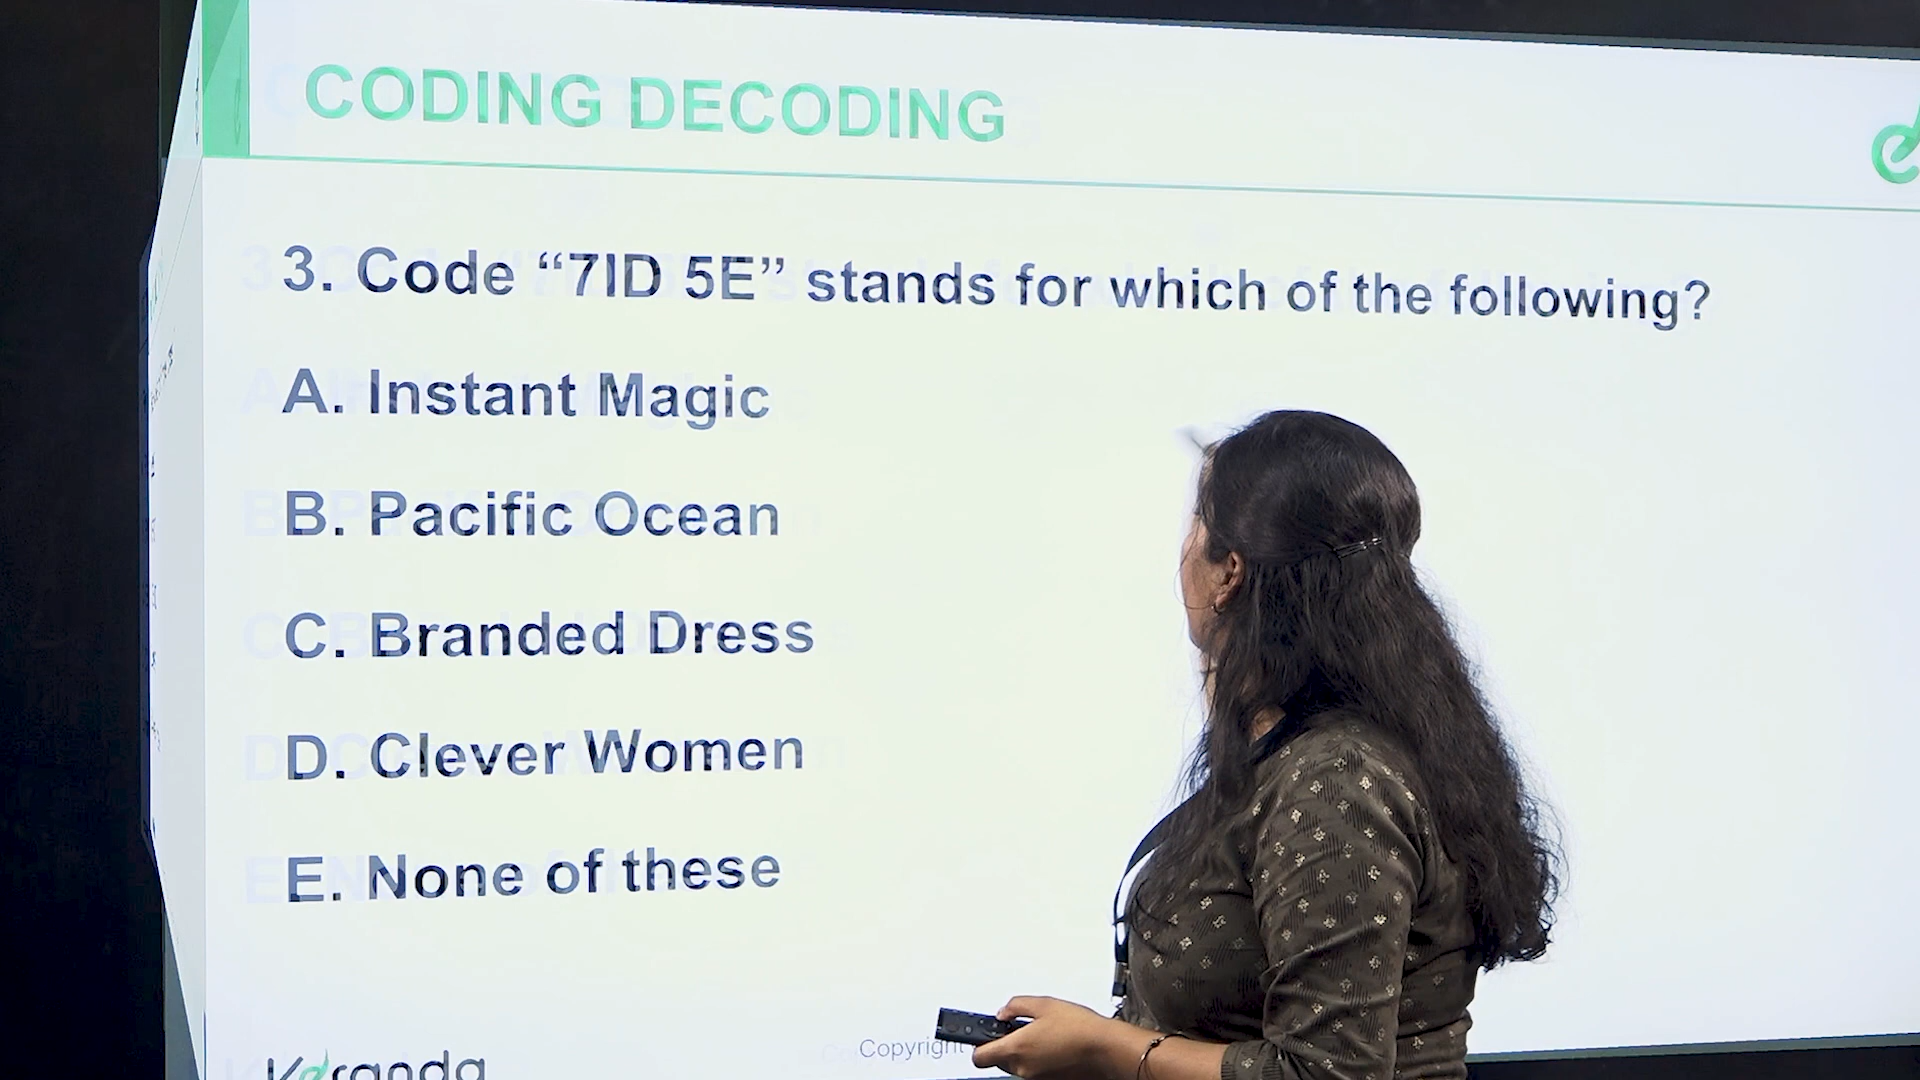 CODING DECODING
3. Code “7ID 5E” stands for which of the following?
A. Instant Magic
B. Pacific Ocean
C. Branded Dress
D. Clever Women
E. None of these
Copyright